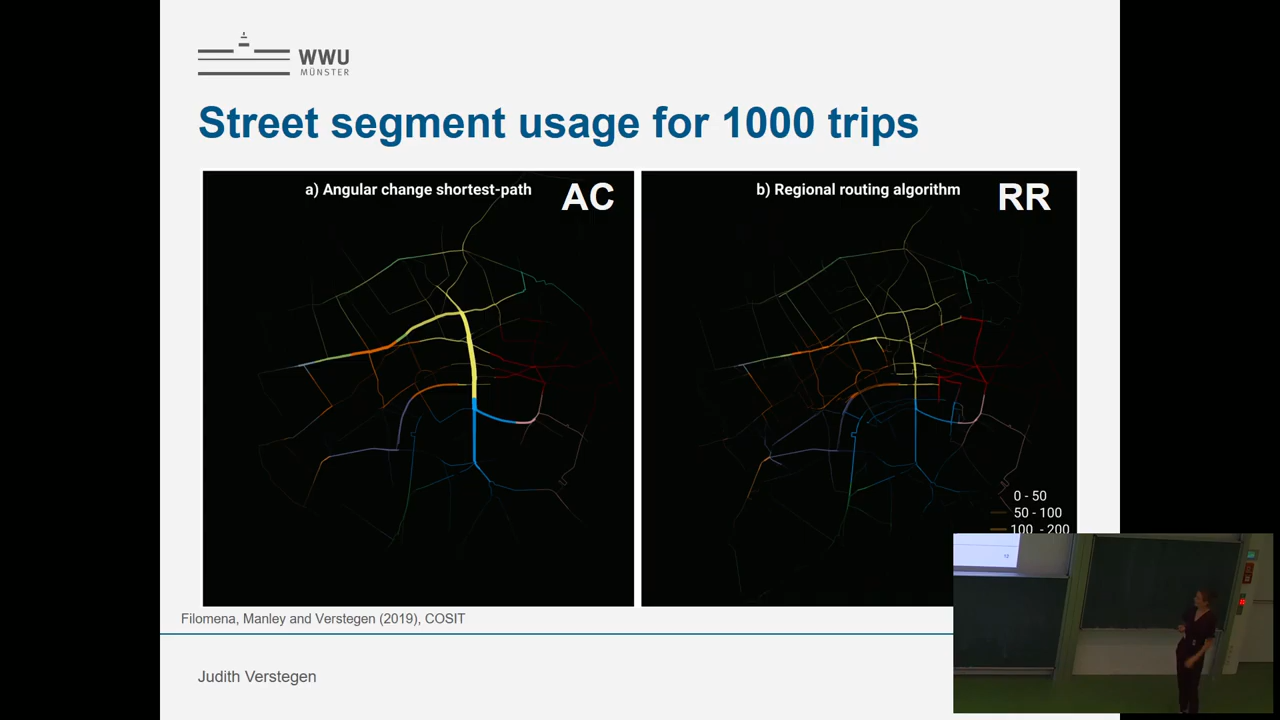 WWU
MÜNSTER
Street segment usage for 1000 trips
a) Angular change shortest-path
AC
b) Regional routing algorithm
RR
0 - 50
50 - 100
100 - 200
Filomena, Manley and Verstegen (2019), COSIT
Judith Verstegen
12